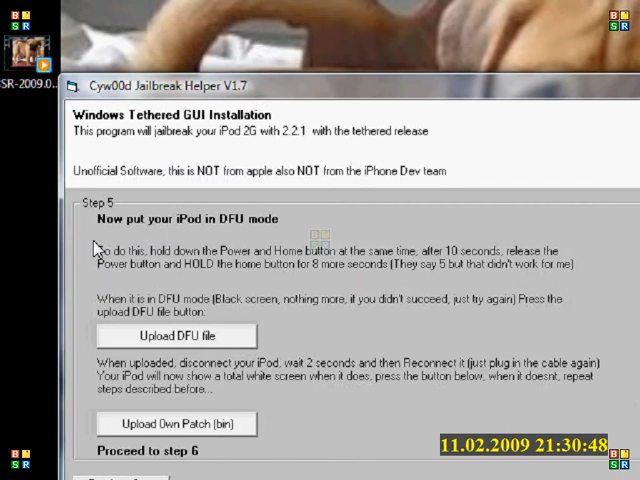 B
S R
B
S R
SR-2009.0...
Cyw00d Jailbreak Helper V1.7
Windows Tethered GUI Installation
This program will jailbreak your iPod 2G with 2.2.1 with the tethered release
Unofficial Software, this is NOT from apple also NOT from the iPhone Dev team
Step 5
Now put your iPod in DFU mode
To do this, hold down the Power and Home button at the same time, after 10 seconds, release the
Power button and HOLD the home button for 8 more seconds (They say 5 but that didn't work for me)
When it is in DFU mode (Black screen, nothing more, if you didn't succeed, just try again) Press the
upload DFU file button:
Upload DFU file
When uploaded, disconnect your iPod, wait 2 seconds and then Reconnect it (just plug in the cable again)
Your iPod will now show a total white screen when it does, press the button below, when it doesnt, repeat
steps described before...
Upload Own Patch (bin)
Proceed to step 6
11.02.2009 21:30:48
B
S R
B
S R